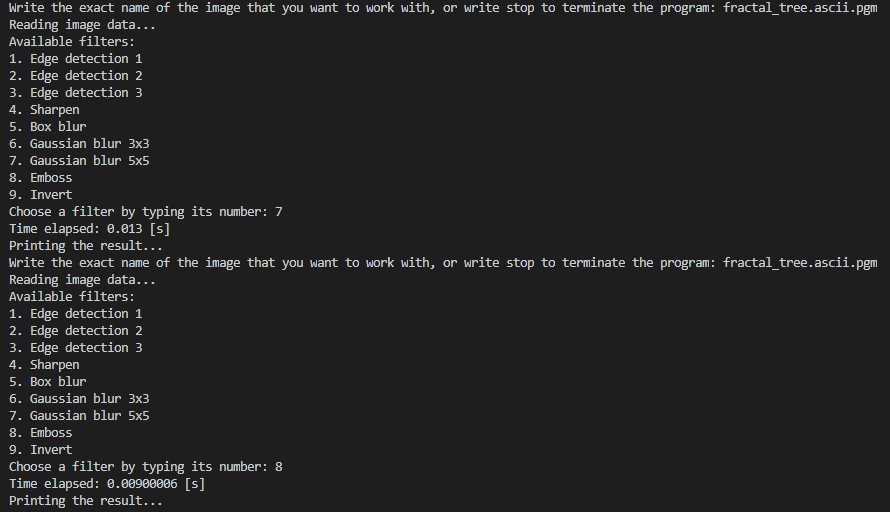 Write the exact name of the image that you want to work with, or write stop to terminate the program: fractal_tree.ascii.pgm
Reading image data...
Available filters:
1. Edge detection 1
2. Edge detection 2
3. Edge detection 3
4. Sharpen
5. Box blur
6. Gaussian blur 3x3
7. Gaussian blur 5x5
8. Emboss
9. Invert
Choose a filter by typing its number: 7
Time elapsed: 0.013 [s]
Printing the result...
Write the exact name of the image that you want to work with, or write stop to terminate the program: fractal_tree.ascii.pgm
Reading image data...
Available filters:
1. Edge detection 1
2. Edge detection 2
3. Edge detection 3
4. Sharpen
5. Box blur
6. Gaussian blur 3x3
7. Gaussian blur 5x5
8. Emboss
9. Invert
Choose a filter by typing its number: 8
Time elapsed: 0.00900006 [s]
Printing the result...